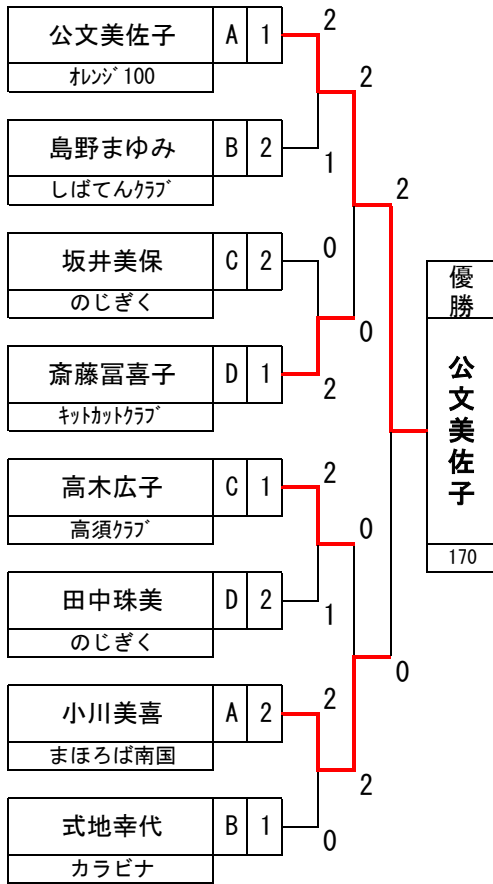 公文美佐子 A 1
ｵﾚﾝｼﾞ100
2
2
島野まゆみ B 2
しばてんｸﾗﾌﾞ
1
2
坂井美保 C 2
のじぎく
0
0
斎藤冨喜子 D 1
ｷｯﾄｶｯﾄｸﾗﾌﾞ
2
高木広子 C 1
高須ｸﾗﾌﾞ
2
0
田中珠美 D 2
のじぎく
1
0
小川美喜 A 2
まほろば南国
2
2
式地幸代 B 1
カラビナ
0
優勝
公文美佐子
170